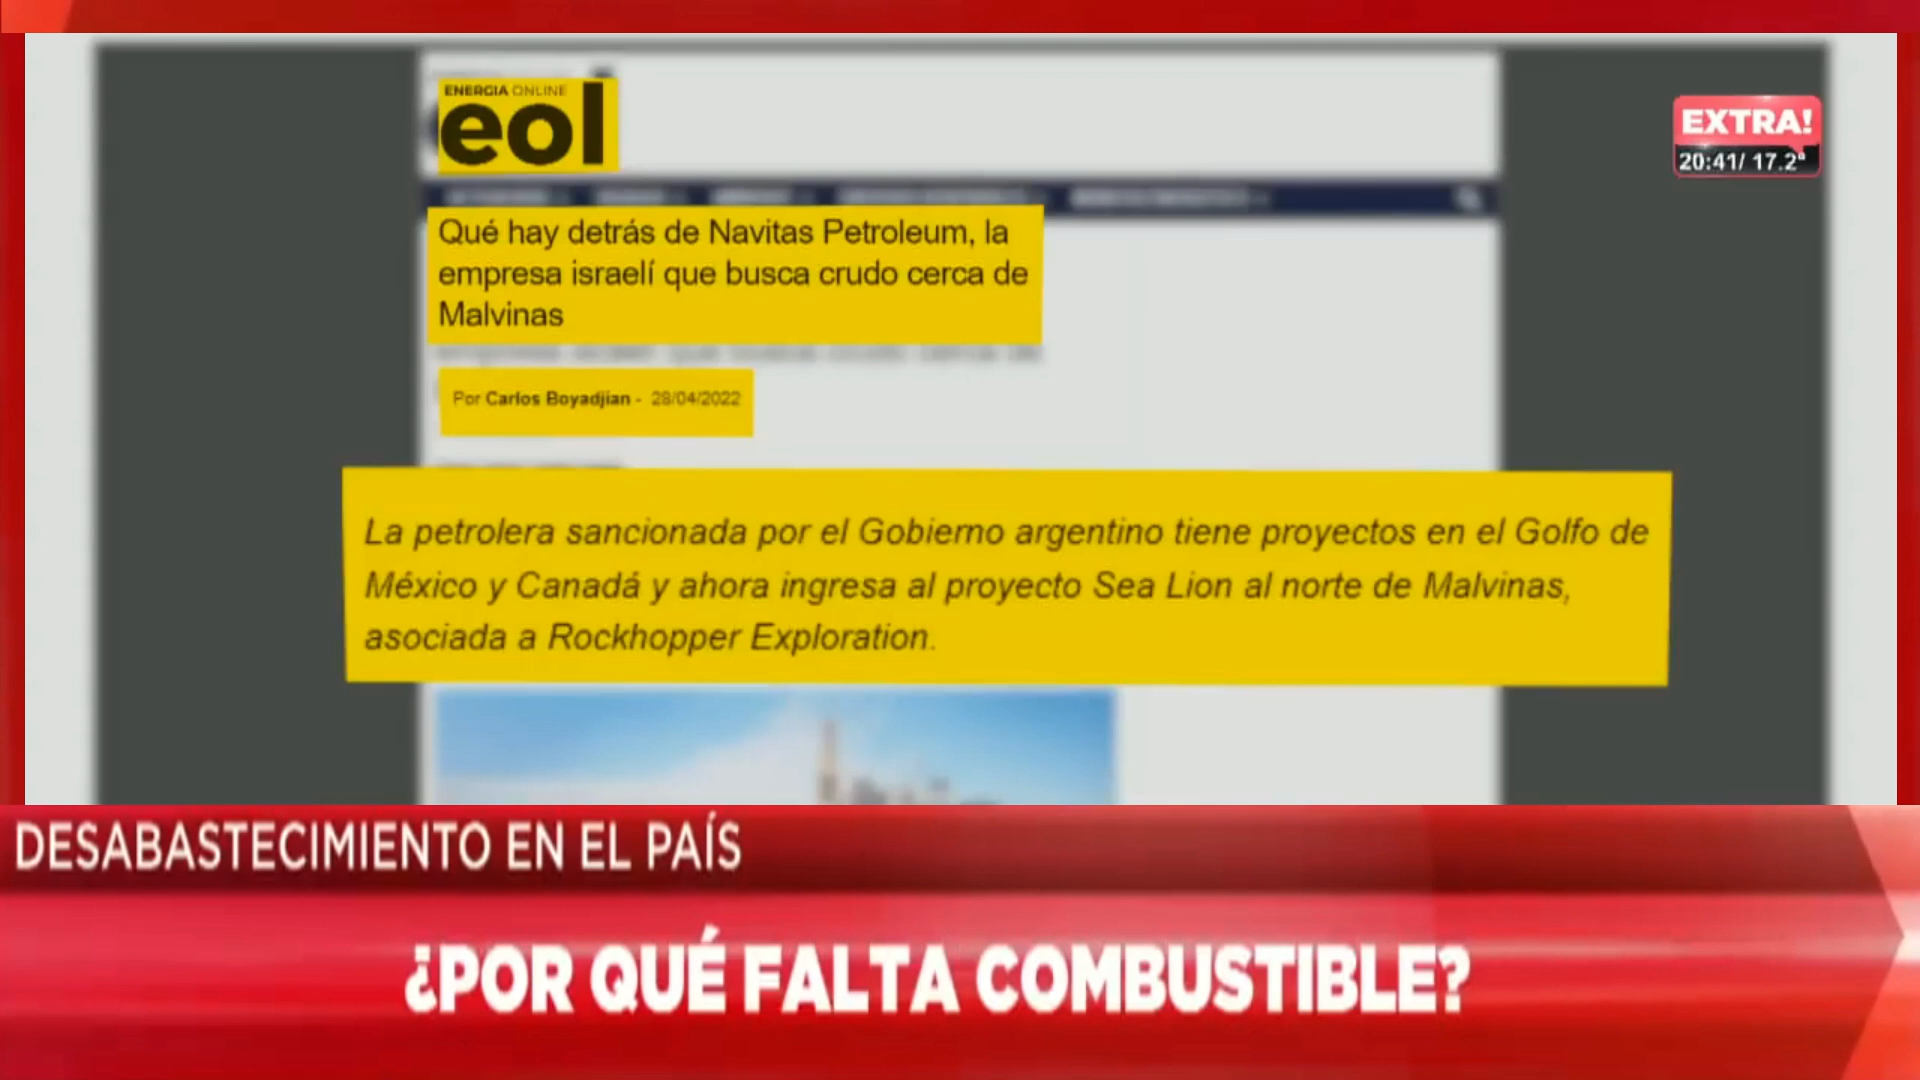 ENERGIA ONLINE
eol
EXTRA!
20:41/ 17.2°
Qué hay detrás de Navitas Petroleum, la
empresa israelí que busca crudo cerca de
Malvinas
Por Carlos Boyadjian - 28/04/2022
La petrolera sancionada por el Gobierno argentino tiene proyectos en el Golfo de
México y Canadá y ahora ingresa al proyecto Sea Lion al norte de Malvinas,
asociada a Rockhopper Exploration.
DESABASTECIMIENTO EN EL PAÍS
¿POR QUÉ FALTA COMBUSTIBLE?